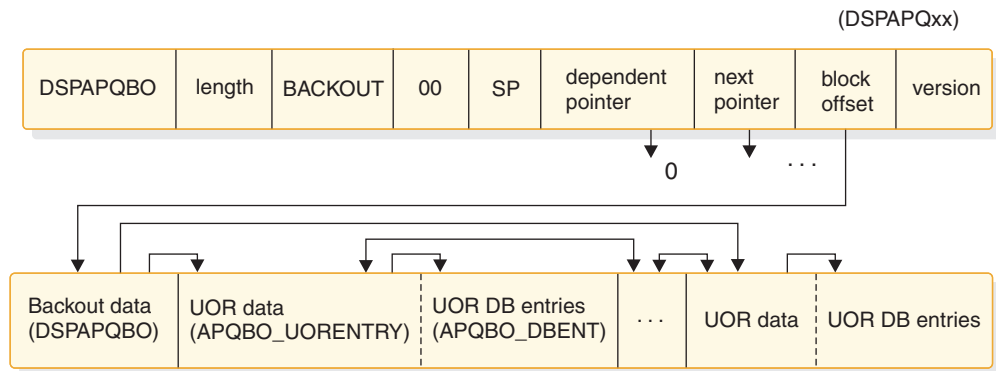 (DSPAPQxx)
DSPAPQBO length BACKOUT 00 SP dependent pointer next pointer block offset version
0 . . .
Backout data (DSPAPQBO) UOR data (APQBO_UORENTRY) UOR DB entries (APQBO_DBENT) . . . UOR data UOR DB entries